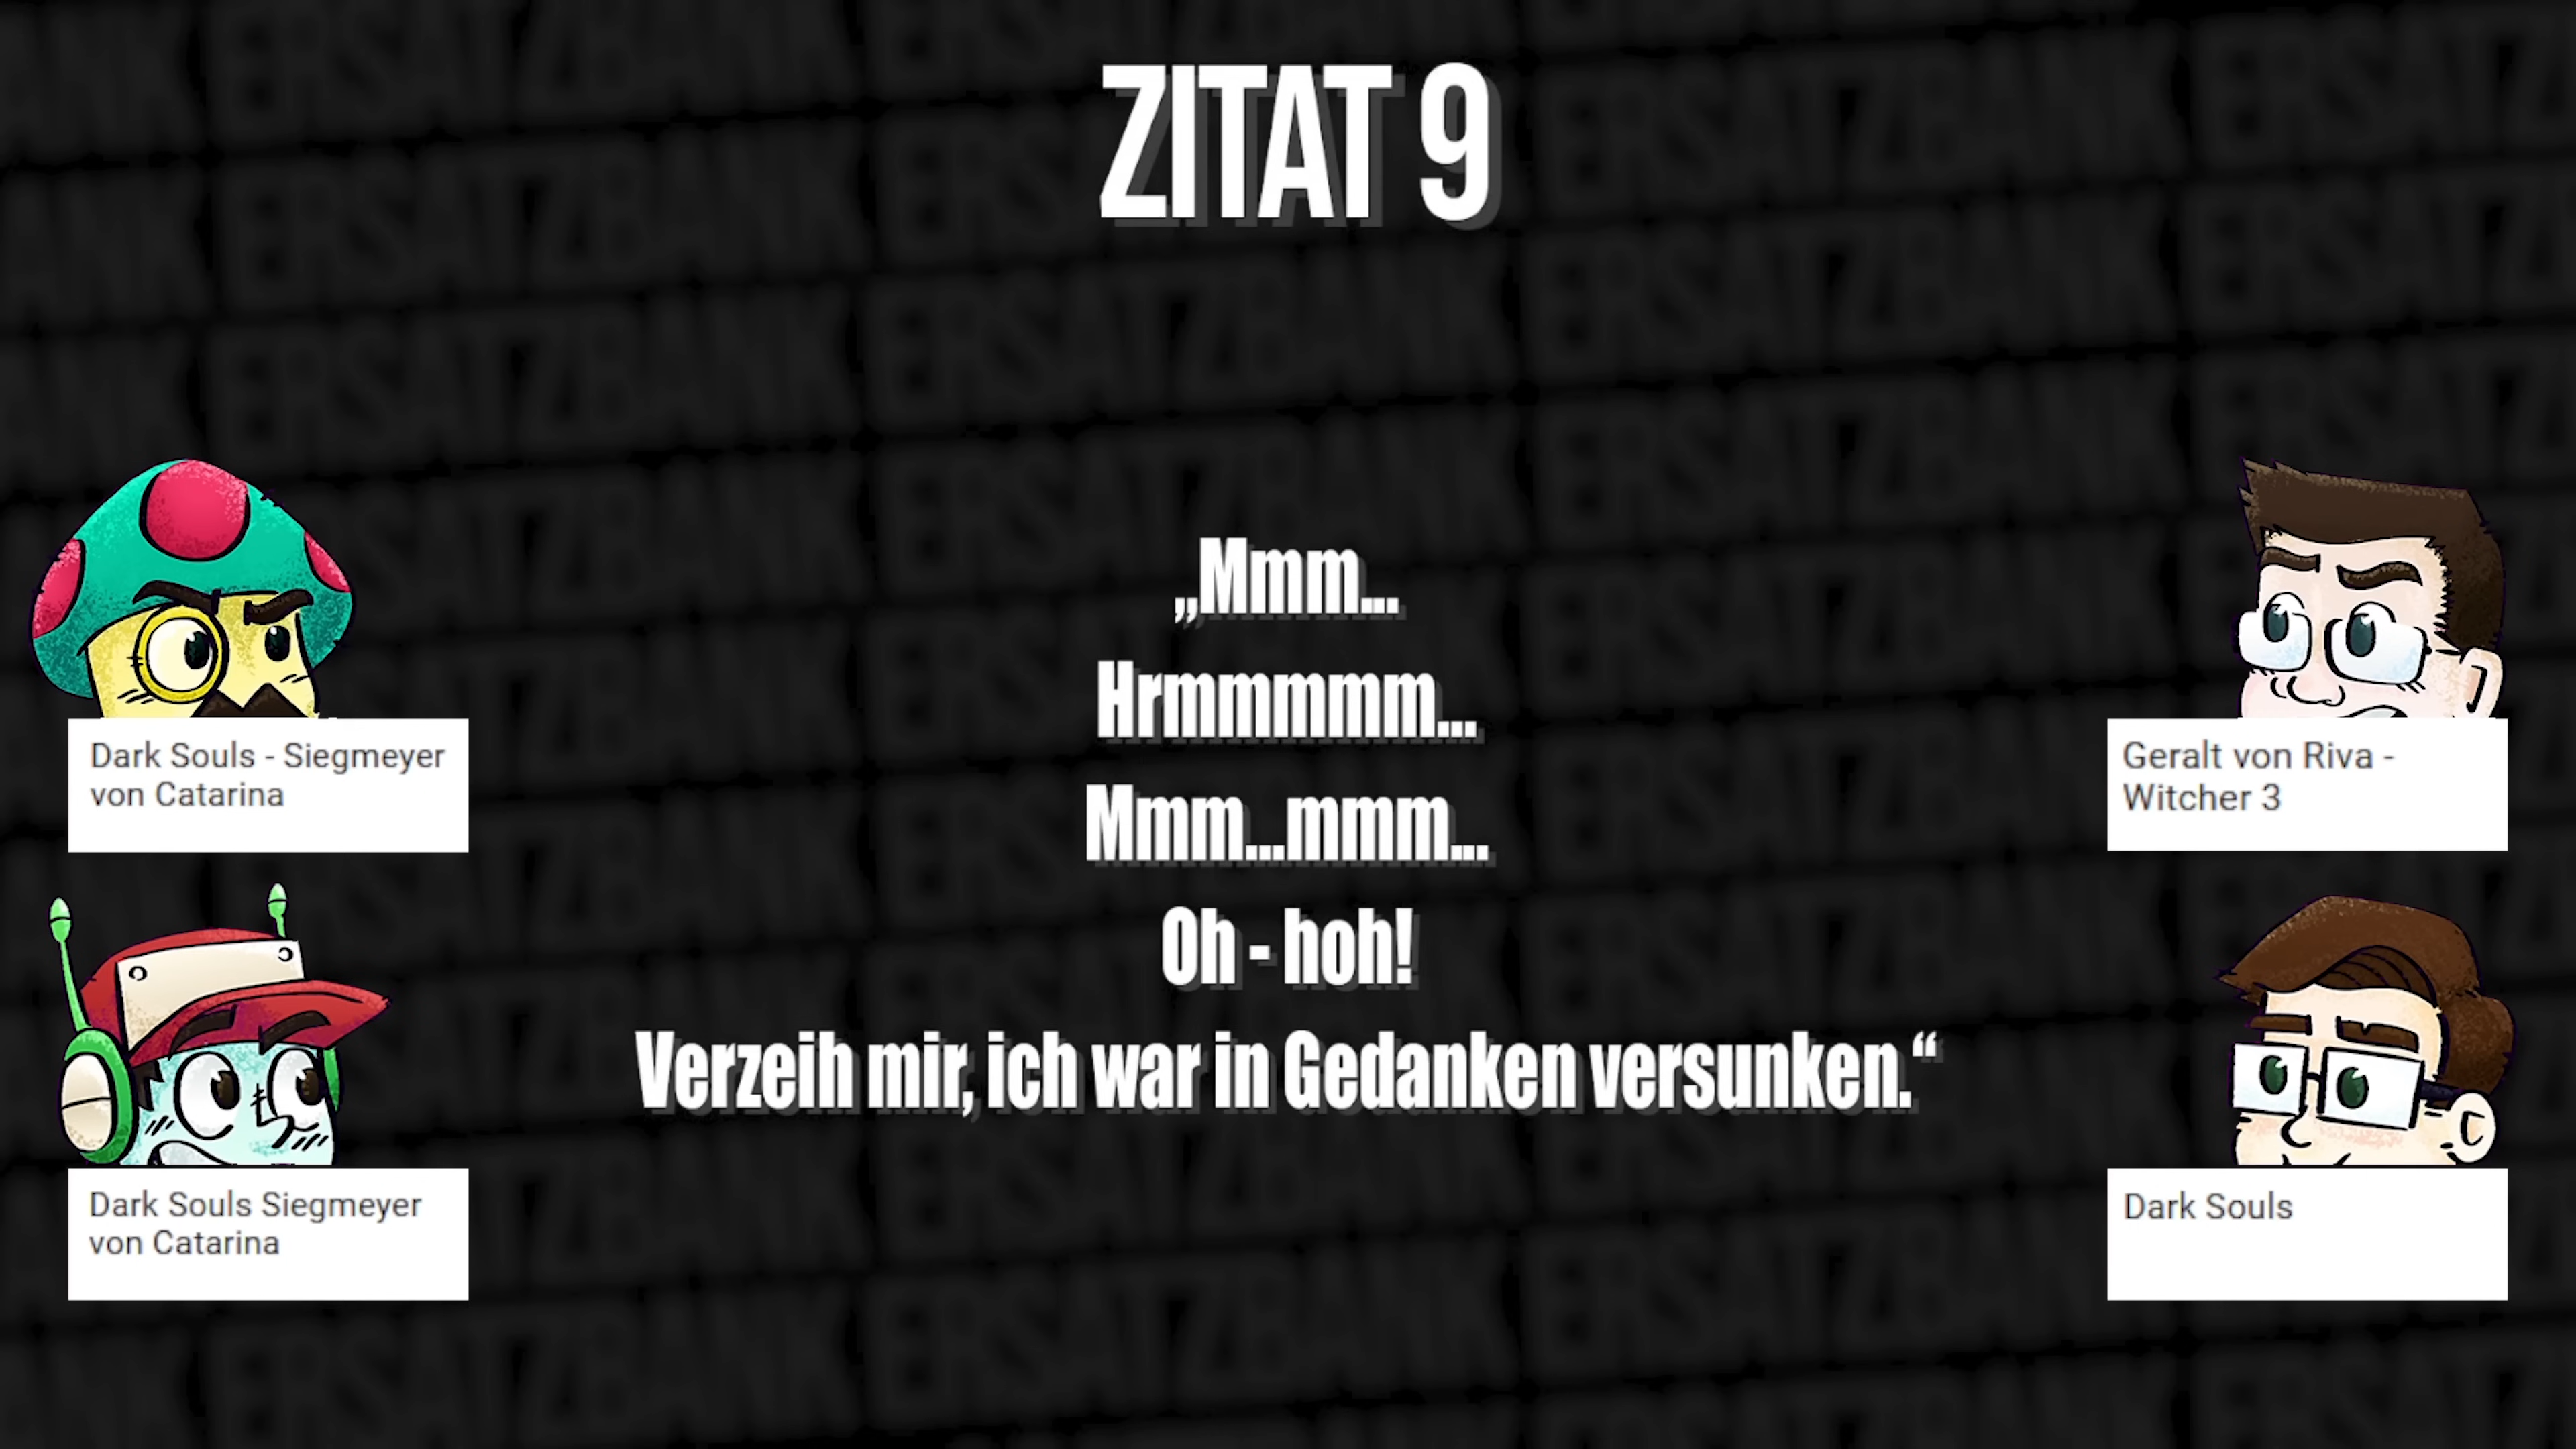 ZITAT 9
„Mmm...
Hrmmmmm...
Mmm...mmm...
Oh - hoh!
Verzeih mir, ich war in Gedanken versunken.“
Dark Souls - Siegmeyer
von Catarina
Geralt von Riva -
Witcher 3
Dark Souls Siegmeyer
von Catarina
Dark Souls
ERSATZBANK